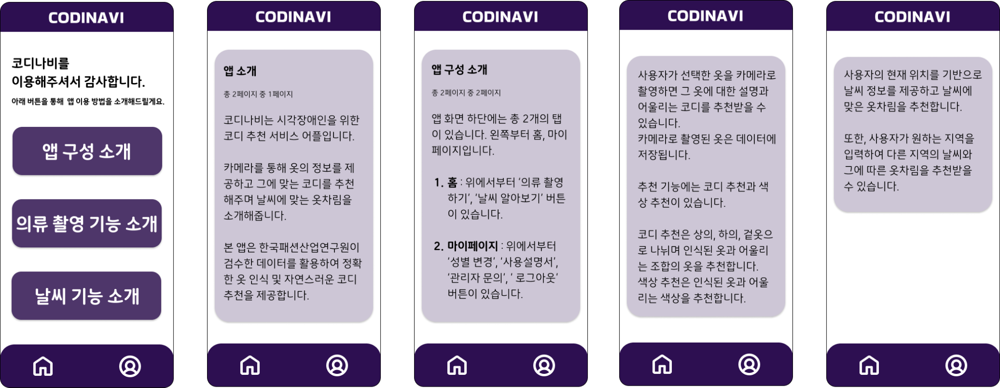 CODINAVI
코디나비를
이용해주셔서 감사합니다.
아래 버튼을 통해 앱 이용 방법을 소개해드릴게요.
앱 구성 소개
의류 촬영 기능 소개
날씨 기능 소개
CODINAVI
앱 소개
총 2페이지 중 1페이지
코디나비는 시각장애인을 위한
코디 추천 서비스 어플입니다.
카메라를 통해 옷의 정보를 제
공하고 그에 맞는 코디를 추천
해주며 날씨에 맞는 옷차림을
소개해줍니다.
본 앱은 한국패션산업연구원이
검수한 데이터를 활용하여 정확
한 옷 인식 및 자연스러운 코디
추천을 제공합니다.
CODINAVI
앱 구성 소개
총 2페이지 중 2페이지
앱 화면 하단에는 총 2개의 탭
이 있습니다. 왼쪽부터 홈, 마이
페이지입니다.
1. 홈 : 위에서부터 ‘의류 촬영
하기’, ‘날씨 알아보기’ 버튼
이 있습니다.
2. 마이페이지 : 위에서부터
‘성별 변경’, ‘사용설명서’,
‘관리자 문의’, ‘ 로그아웃’
버튼이 있습니다.
CODINAVI
사용자가 선택한 옷을 카메라로
촬영하면 그 옷에 대한 설명과
어울리는 코디를 추천받을 수
있습니다.
카메라로 촬영된 옷은 데이터에
저장됩니다.
추천 기능에는 코디 추천과 색
상 추천이 있습니다.
코디 추천은 상의, 하의, 겉옷으
로 나뉘며 인식된 옷과 어울리
는 조합의 옷을 추천합니다.
색상 추천은 인식된 옷과 어울
리는 색상을 추천합니다.
CODINAVI
사용자의 현재 위치를 기반으로
날씨 정보를 제공하고 날씨에
맞은 옷차림을 추천합니다.
또한, 사용자가 원하는 지역을
입력하여 다른 지역의 날씨와
그에 따른 옷차림을 추천받을
수 있습니다.